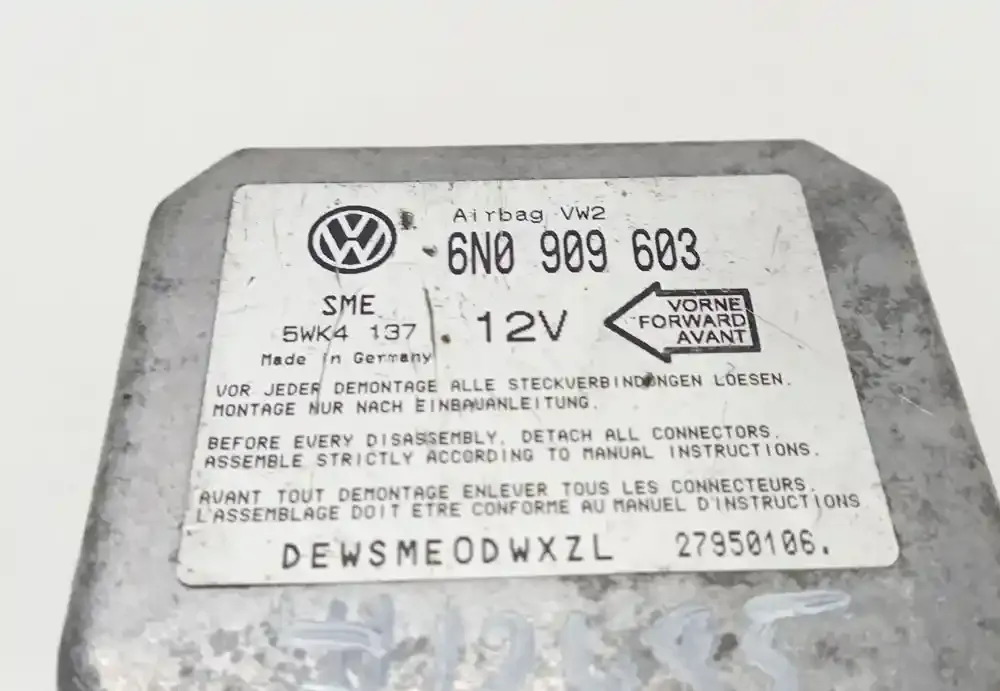 Airbag VW2
6N0 909 603
SME
5WK4 137
Made in Germany
12V
VORNE
FORWARD
AVANT
VOR JEDER DEMONTAGE ALLE STECKVERBINDUNGEN LOESEN.
MONTAGE NUR NACH EINBAUANLEITUNG.
BEFORE EVERY DISASSEMBLY, DETACH ALL CONNECTORS.
ASSEMBLE STRICTLY ACCORDING TO MANUAL INSTRUCTIONS.
AVANT TOUT DEMONTAGE ENLEVER TOUS LES CONNECTEURS.
L'ASSEMBLAGE DOIT ETRE CONFORME AU MANUEL D'INSTRUCTIONS
DEWSMEODWXZL 27950106.